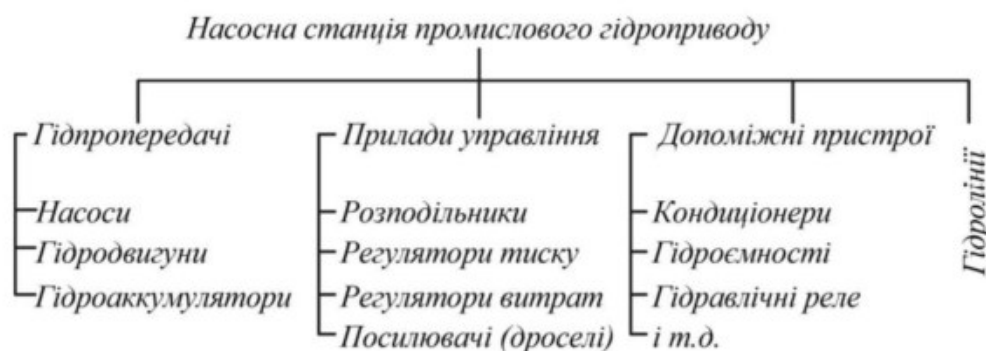 Насосна станція промислового гідроприводу
Гідпропередачі
Насоси
Гідродвигуни
Гідроаккумулятори
Прилади управління
Розподільники
Регулятори тиску
Регулятори витрат
Посилювачі (дроселі)
Допоміжні пристрої
Кондиціонери
Гідроємності
Гідравлічні реле
і т.д.
Гідролінії